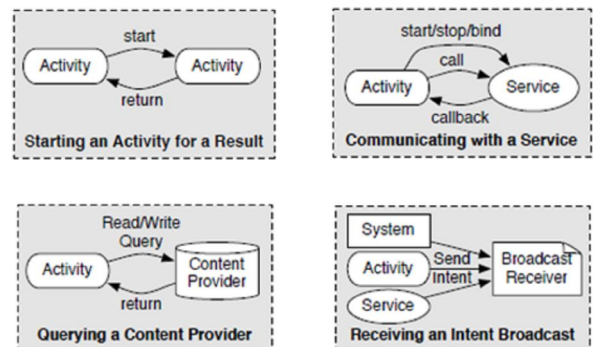 start
Activity
Activity
return
Starting an Activity for a Result
start/stop/bind
call
Activity
Service
callback
Communicating with a Service
Read/Write
Query
Activity
Content
Provider
return
Querying a Content Provider
System
Activity
Send
Intent
Service
Broadcast
Receiver
Receiving an Intent Broadcast